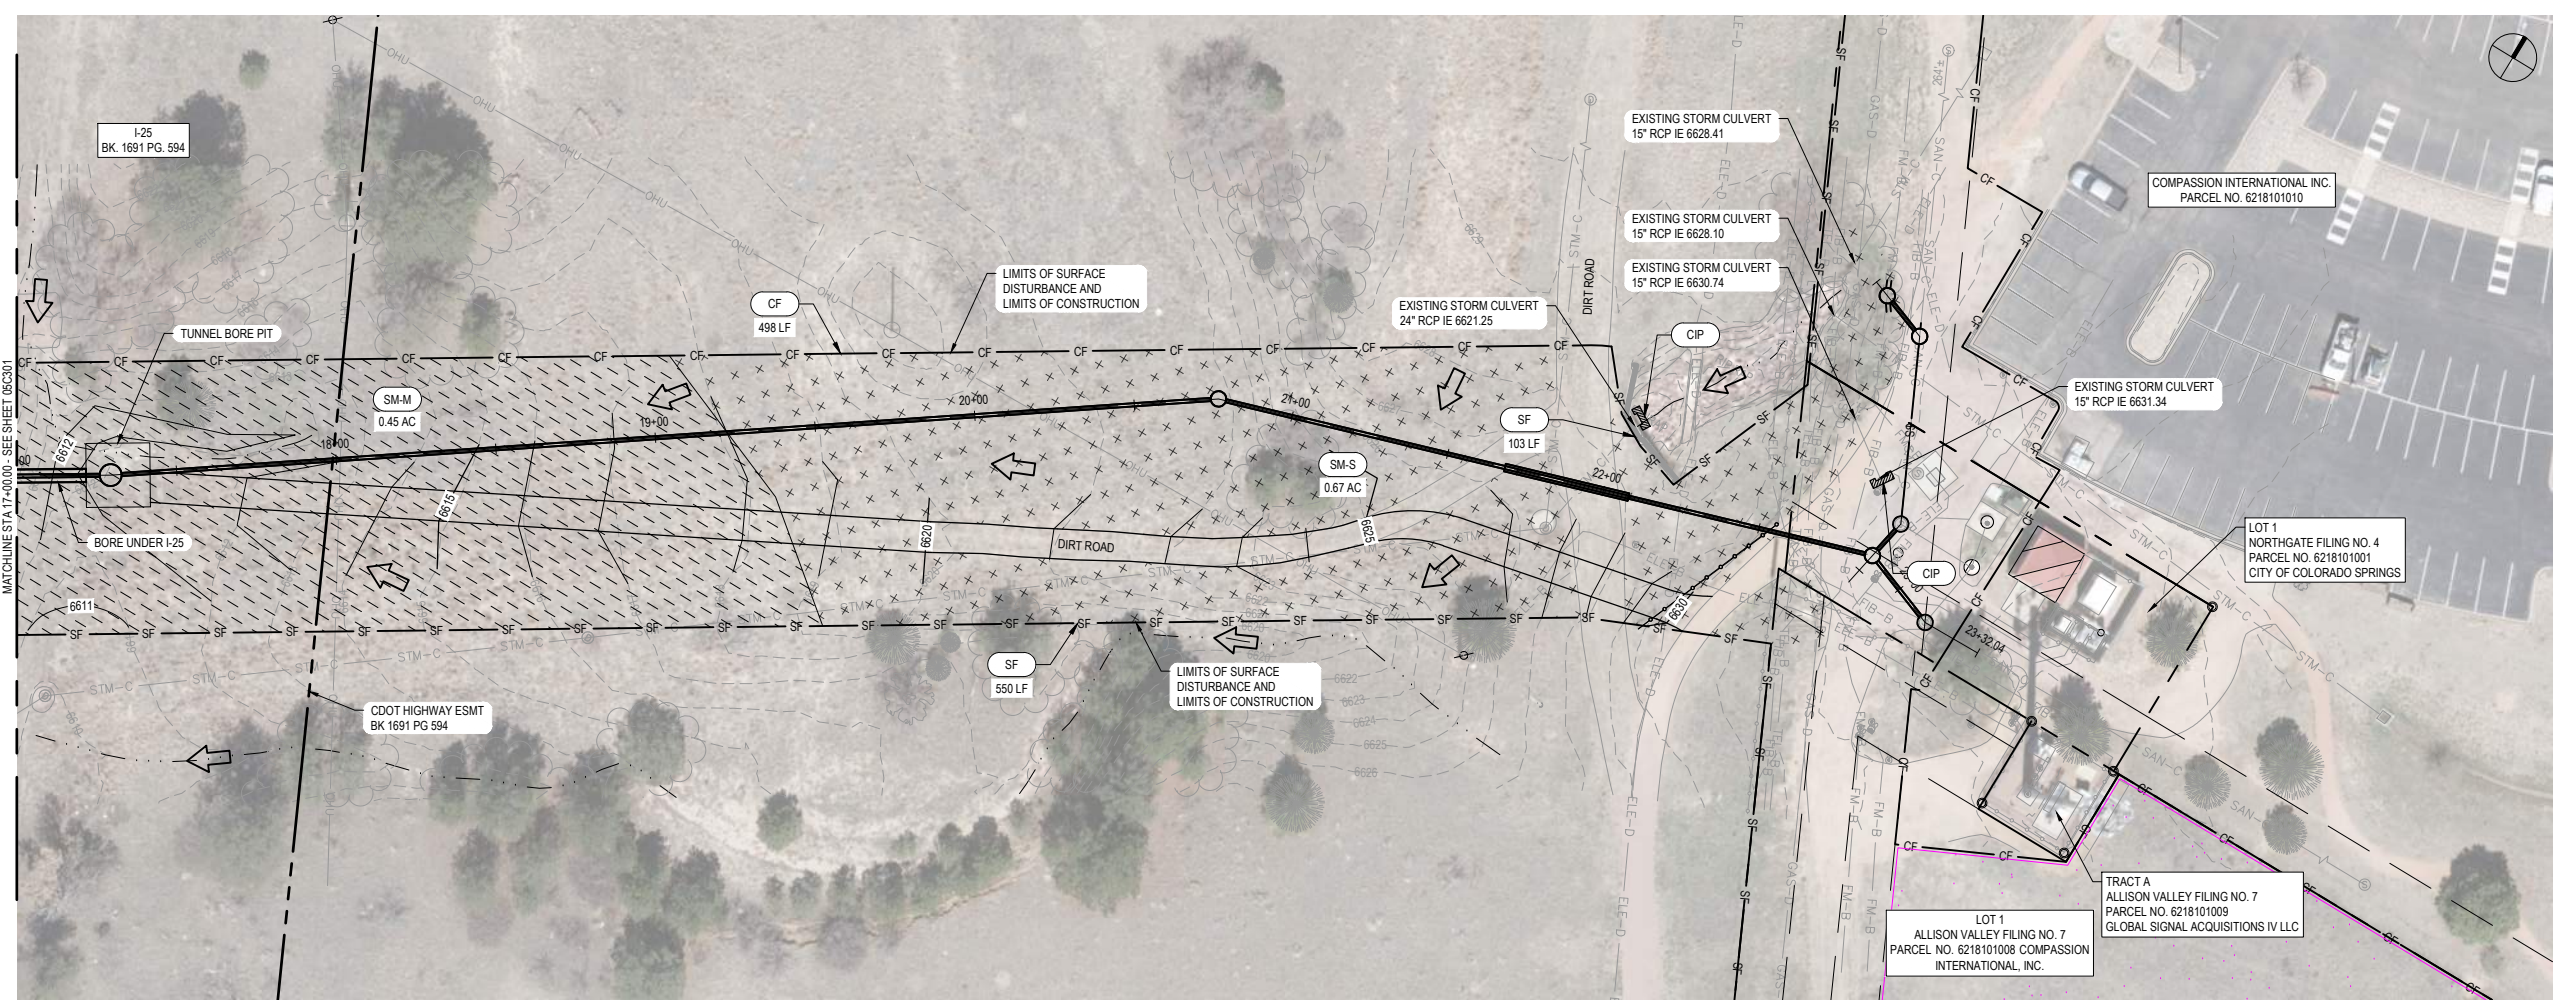 I-25
BK. 1691 PG. 594
TUNNEL BORE PIT
SM-M
0.45 AC
MATCHLINE STA 17+00.00 - SEE SHEET 05C301
BORE UNDER I-25
6612
6611
6615
18+00
19+00
20+00
21+00
22+00
23+32.04
CF
498 LF
LIMITS OF SURFACE
DISTURBANCE AND
LIMITS OF CONSTRUCTION
EXISTING STORM CULVERT
24" RCP IE 6621.25
DIRT ROAD
CIP
SF
103 LF
SM-S
0.67 AC
6620
DIRT ROAD
6625
6630
EXISTING STORM CULVERT
15" RCP IE 6628.41
EXISTING STORM CULVERT
15" RCP IE 6628.10
EXISTING STORM CULVERT
15" RCP IE 6630.74
COMPASSION INTERNATIONAL INC.
PARCEL NO. 6218101010
EXISTING STORM CULVERT
15" RCP IE 6631.34
CIP
LOT 1
NORTHGATE FILING NO. 4
PARCEL NO. 6218101001
CITY OF COLORADO SPRINGS
SF
550 LF
LIMITS OF SURFACE
DISTURBANCE AND
LIMITS OF CONSTRUCTION
CDOT HIGHWAY ESMT
BK 1691 PG 594
6622
6623
6624
6625
6626
TRACT A
ALLISON VALLEY FILING NO. 7
PARCEL NO. 6218101009
GLOBAL SIGNAL ACQUISITIONS IV LLC
LOT 1
ALLISON VALLEY FILING NO. 7
PARCEL NO. 6218101008 COMPASSION
INTERNATIONAL, INC.